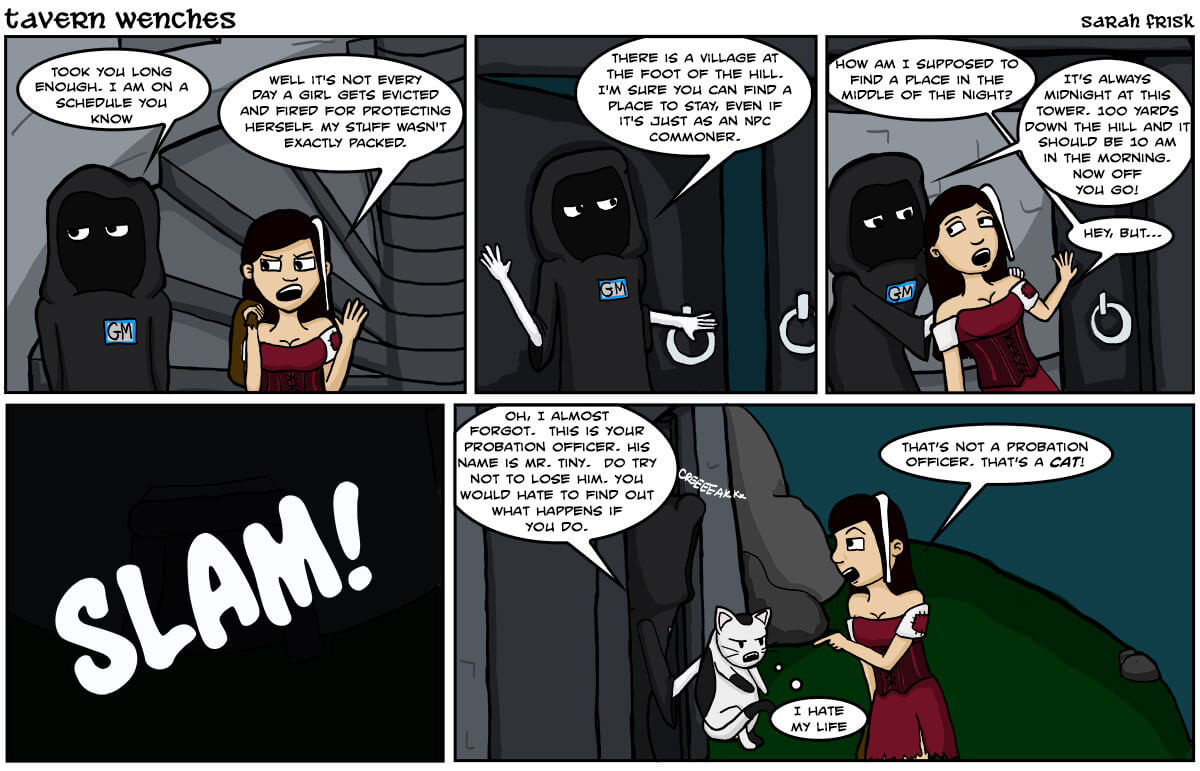 TAVERN WENCHES
SARAH FRISK
TOOK YOU LONG
ENOUGH. I AM ON A
SCHEDULE YOU
KNOW
WELL IT'S NOT EVERY
DAY A GIRL GETS EVICTED
AND FIRED FOR PROTECTING
HERSELF. MY STUFF WASN'T
EXACTLY PACKED.
GM
THERE IS A VILLAGE AT
THE FOOT OF THE HILL.
I'M SURE YOU CAN FIND A
PLACE TO STAY, EVEN IF
IT'S JUST AS AN NPC
COMMONER.
GM
HOW AM I SUPPOSED TO
FIND A PLACE IN THE
MIDDLE OF THE NIGHT?
IT'S ALWAYS
MIDNIGHT AT THIS
TOWER. 100 YARDS
DOWN THE HILL AND IT
SHOULD BE 10 AM
IN THE MORNING.
NOW OFF
YOU GO!
HEY, BUT...
GM
SLAM!
OH, I ALMOST
FORGOT. THIS IS YOUR
PROBATION OFFICER. HIS
NAME IS MR. TINY. DO TRY
NOT TO LOSE HIM. YOU
WOULD HATE TO FIND OUT
WHAT HAPPENS IF
YOU DO.
CREEEEAKKK
THAT'S NOT A PROBATION
OFFICER. THAT'S A CAT!
I HATE
MY LIFE